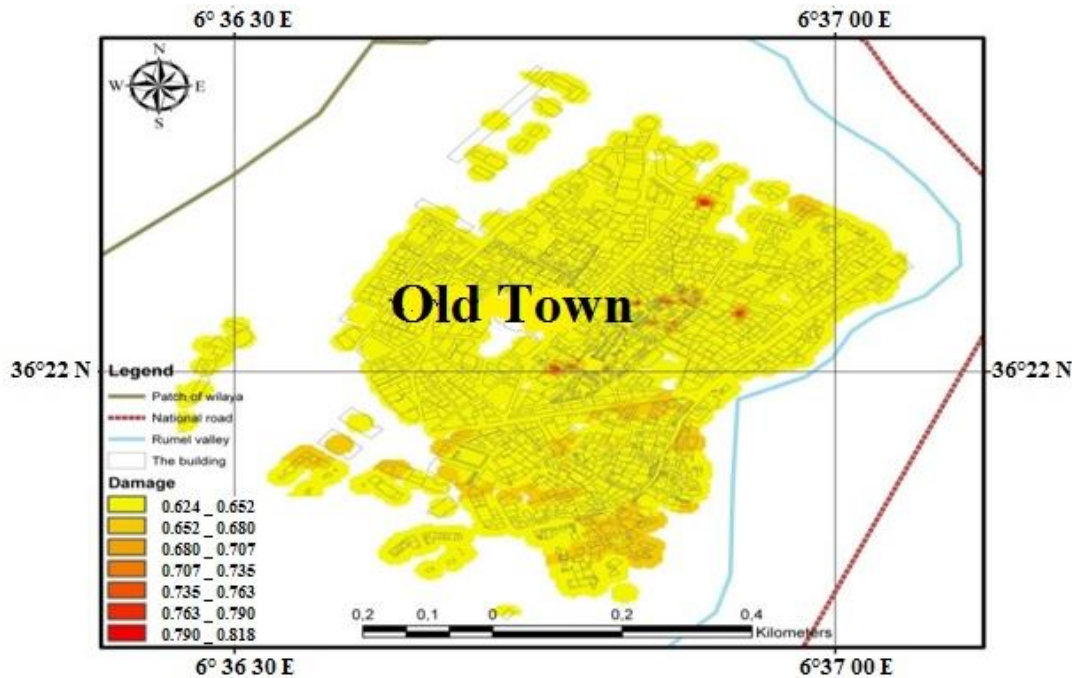 6° 36 30 E
6°37 00 E
N
W E
S
Old Town
36°22 N
36°22 N
Legend
Patch of wilaya
National road
Rumel valley
The building
Damage
0.624 _ 0.652
0.652 _ 0.680
0.680 _ 0.707
0.707 _ 0.735
0.735 _ 0.763
0.763 _ 0.790
0.790 _ 0.818
0,2 0,1 0 0,2 0,4
Kilometers
6° 36 30 E
6°37 00 E